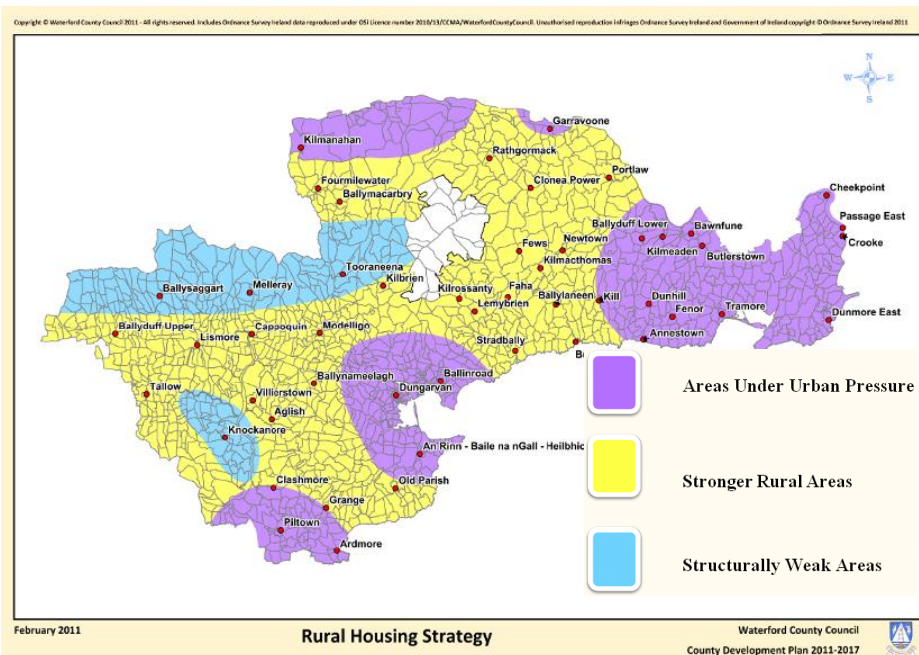 Copyright © Waterford County Council 2011 - All rights reserved. Includes Ordnance Survey Ireland data reproduced under OSi Licence number 2010/13/CCMA/WaterfordCountyCouncil. Unauthorised reproduction infringes Ordnance Survey Ireland and Government of Ireland copyright © Ordnance Survey Ireland 2011
N
W E
S
Garravoone
Kilmanahan
Rathgormack
Fourmilewater
Clonea Power
Portlaw
Ballymacarbry
Cheekpoint
Passage East
Ballyduff Lower
Bawnfune
Crooke
Fews
Newtown
Kilmeaden
Butlerstown
Kilmacthomas
Tooraneena
Kilbrien
Ballysaggart
Melleray
Kilrossanty
Faha
Ballylaneen
Kill
Dunhill
Lemybrien
Fenor
Tramore
Dunmore East
Ballyduff Upper
Cappoquin
Modelligo
Lismore
Stradbally
Annestown
B
Ballynameelagh
Ballinroad
Tallow
Villierstown
Dungarvan
Aglish
Knockanore
An Rinn - Baile na nGall - Heilbhic
Clashmore
Old Parish
Grange
Piltown
Ardmore
Areas Under Urban Pressure
Stronger Rural Areas
Structurally Weak Areas
February 2011
Rural Housing Strategy
Waterford County Council
County Development Plan 2011-2017